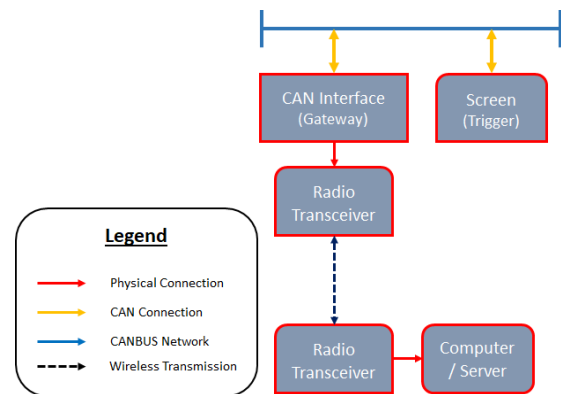 CAN Interface
(Gateway)
Screen
(Trigger)
Radio
Transceiver
Legend
Physical Connection
CAN Connection
CANBUS Network
Wireless Transmission
Radio
Transceiver
Computer
/ Server